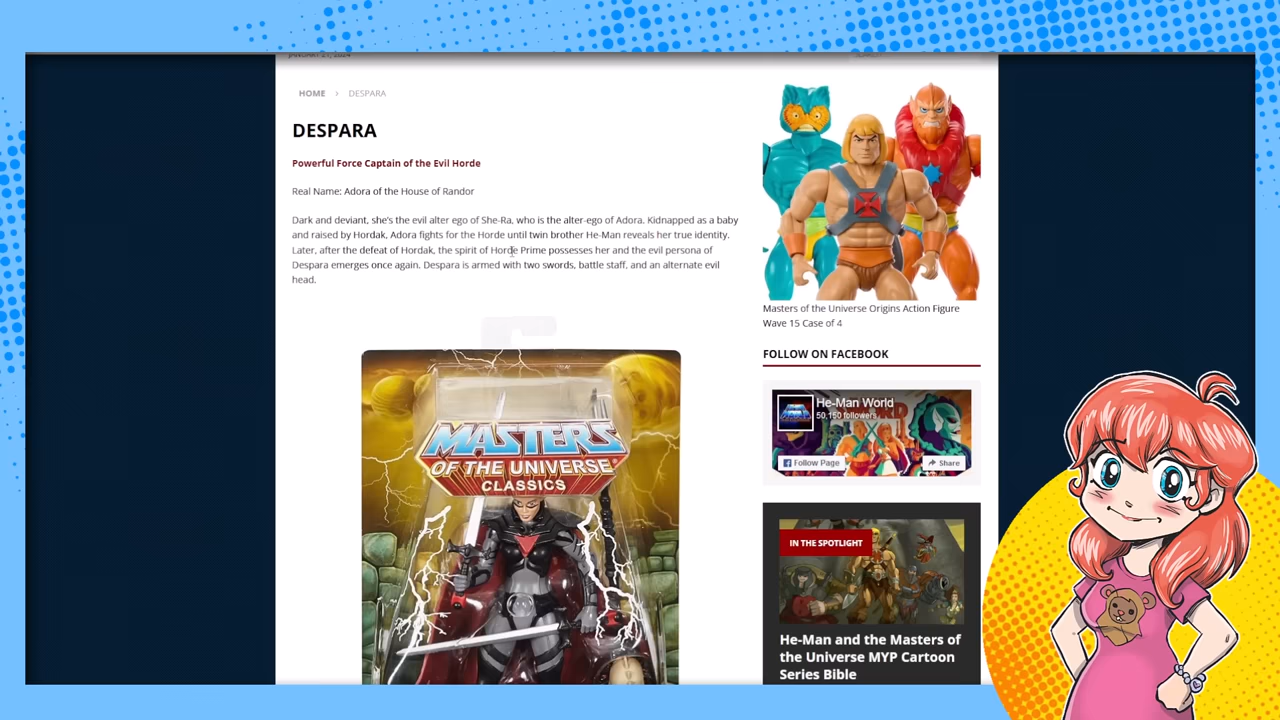 HOME › DESPARA
DESPARA
Powerful Force Captain of the Evil Horde
Real Name: Adora of the House of Randor
Dark and deviant, she's the evil alter ego of She-Ra, who is the alter-ego of Adora. Kidnapped as a baby
and raised by Hordak, Adora fights for the Horde until twin brother He-Man reveals her true identity.
Later, after the defeat of Hordak, the spirit of Horde Prime possesses her and the evil persona of
Despara emerges once again. Despara is armed with two swords, battle staff, and an alternate evil
head.
MASTERS
OF THE UNIVERSE
CLASSICS
Masters of the Universe Origins Action Figure
Wave 15 Case of 4
FOLLOW ON FACEBOOK
He-Man World
50,150 followers
Follow Page
Share
IN THE SPOTLIGHT
He-Man and the Masters of
the Universe MYP Cartoon
Series Bible